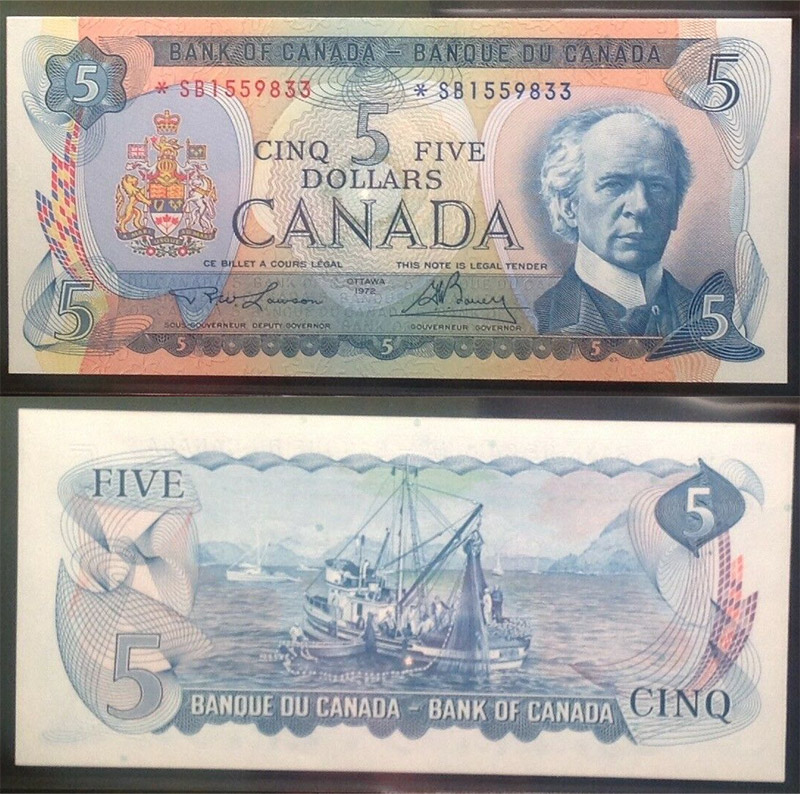 BANK OF CANADA – BANQUE DU CANADA
5 5
* SB1559833 * SB1559833
CINQ 5 FIVE
DOLLARS
CANADA
CE BILLET A COURS LÉGAL THIS NOTE IS LEGAL TENDER
OTTAWA
1972
5 5
SOUS-GOUVERNEUR DEPUTY-GOVERNOR GOUVERNEUR GOVERNOR
5 5 5
FIVE 5
5
BANQUE DU CANADA – BANK OF CANADA
CINQ